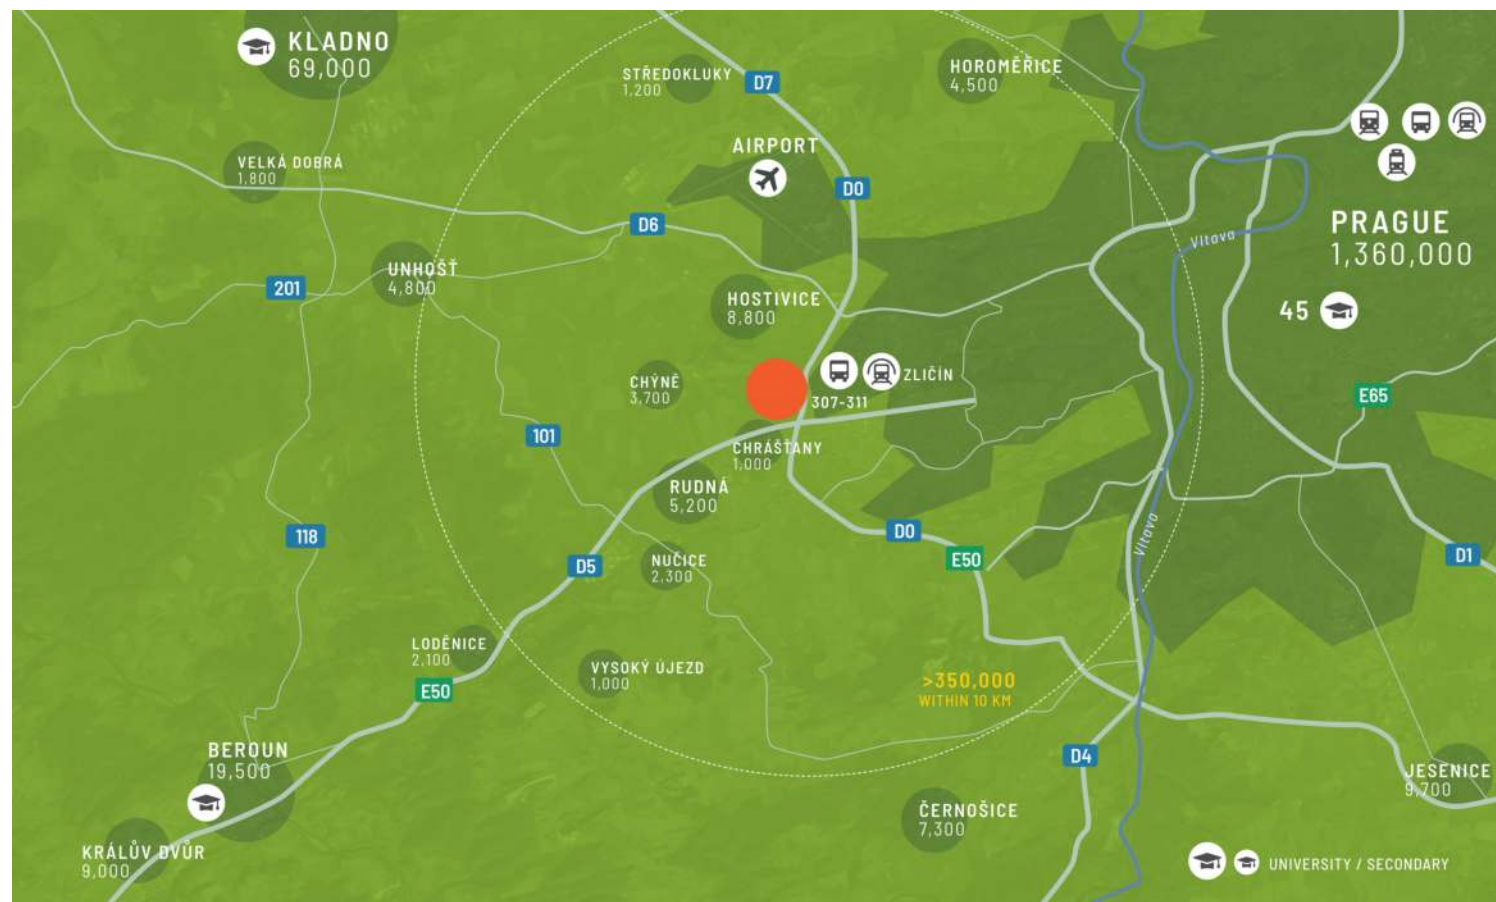 KLADNO
69,000
STŘEDOKLUKY
1,200
D7
HOROMĚŘICE
4,500
AIRPORT
VELKÁ DOBRÁ
1,800
D0
D6
PRAGUE
1,360,000
Vltava
UNHOŠŤ
4,800
201
HOSTIVICE
8,800
45
CHÝNĚ
3,700
ZLIČÍN
307-311
E65
101
CHRÁŠŤANY
1,000
RUDNÁ
5,200
118
D0
E50
Vltava
D1
D5
NUČICE
2,300
LODĚNICE
2,100
VYSOKÝ ÚJEZD
1,000
E50
>350,000
WITHIN 10 KM
BEROUN
19,500
D4
JESENICE
9,700
ČERNOŠICE
7,300
KRÁLŮV DVŮR
9,000
UNIVERSITY / SECONDARY